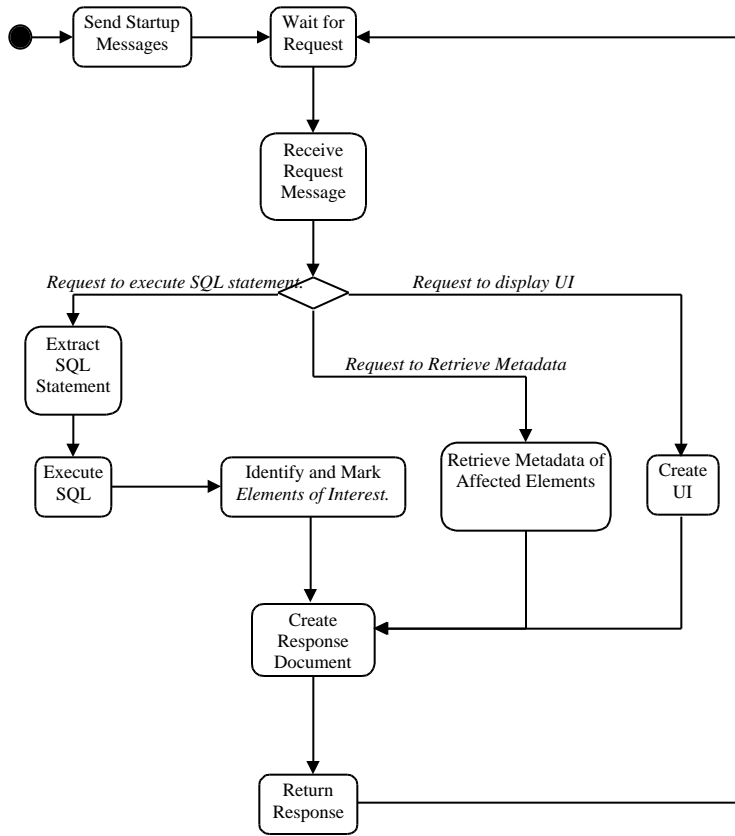 Send Startup
Messages
Wait for
Request
Receive
Request
Message
Request to execute SQL statement.
Request to display UI
Extract
SQL
Statement
Request to Retrieve Metadata
Execute
SQL
Identify and Mark
Elements of Interest.
Retrieve Metadata of
Affected Elements
Create
UI
Create
Response
Document
Return
Response